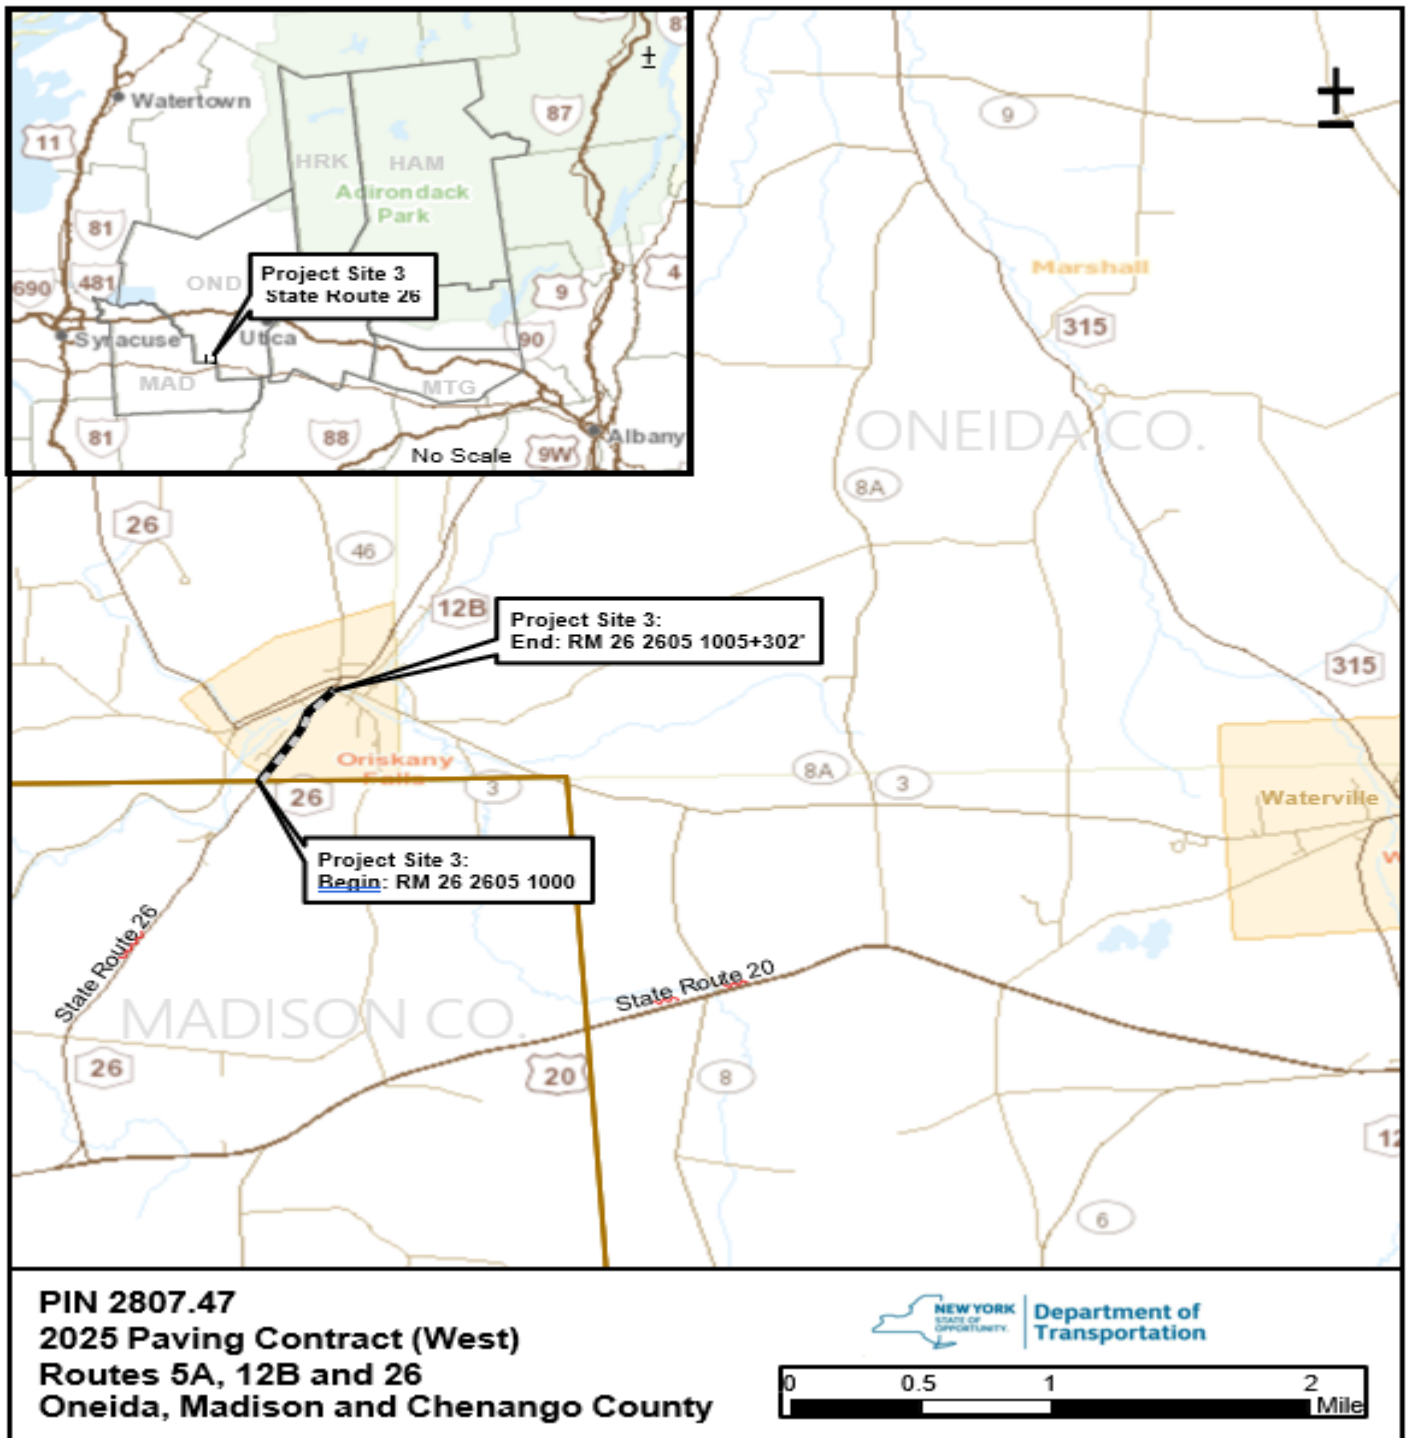 Watertown
11
87
87
HRK
HAM
Adirondack
Park
81
690
481
OND
Project Site 3
State Route 26
9
4
Syracuse
Utica
90
MAD
MTG
81
88
9W
Albany
No Scale
9
Marshall
315
ONEIDA CO.
8A
26
46
12B
Project Site 3:
End: RM 26 2605 1005+302'
315
Oriskany
Falls
26
3
8A
3
Waterville
W
Project Site 3:
Begin: RM 26 2605 1000
State Route 26
State Route 20
MADISON CO.
26
20
8
12
6
PIN 2807.47
2025 Paving Contract (West)
Routes 5A, 12B and 26
Oneida, Madison and Chenango County
NEW YORK
STATE OF
OPPORTUNITY.
Department of
Transportation
0 0.5 1 2
Mile